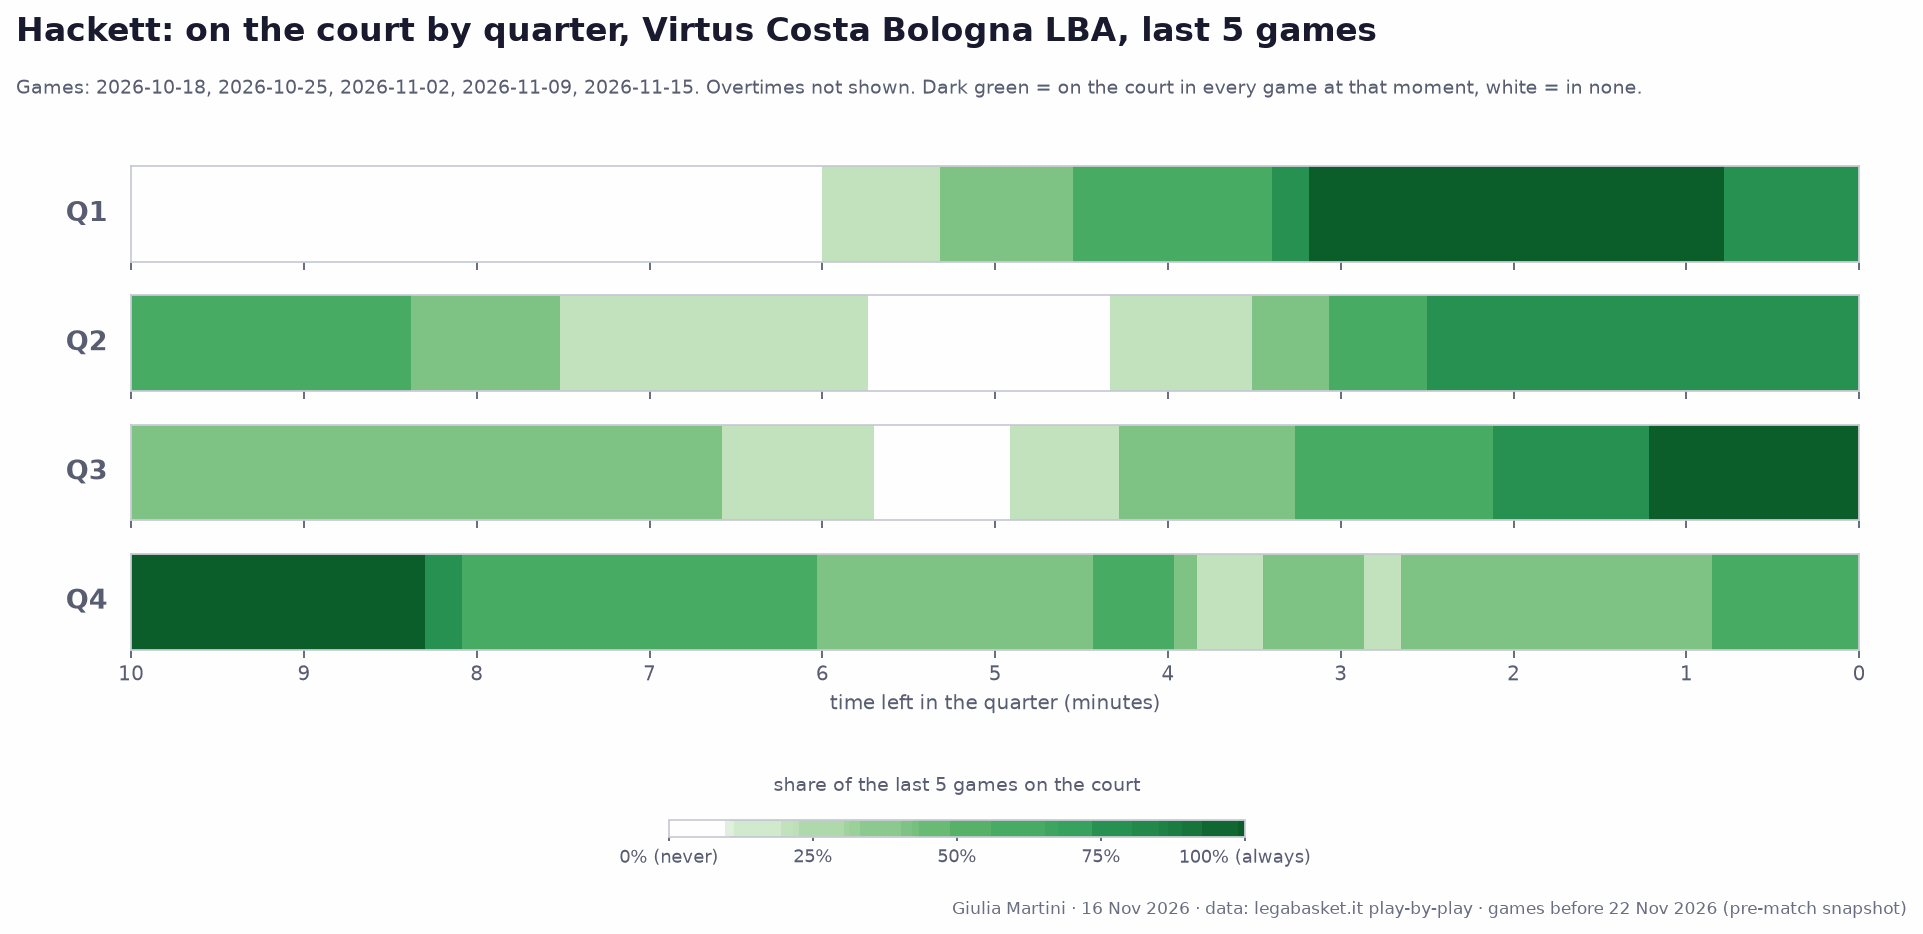 Hackett: on the court by quarter, Virtus Costa Bologna LBA, last 5 games
Games: 2026-10-18, 2026-10-25, 2026-11-02, 2026-11-09, 2026-11-15. Overtimes not shown. Dark green = on the court in every game at that moment, white = in none.
Q1
Q2
Q3
Q4
10 9 8 7 6 5 4 3 2 1 0
time left in the quarter (minutes)
share of the last 5 games on the court
0% (never) 25% 50% 75% 100% (always)
Giulia Martini · 16 Nov 2026 · data: legabasket.it play-by-play · games before 22 Nov 2026 (pre-match snapshot)